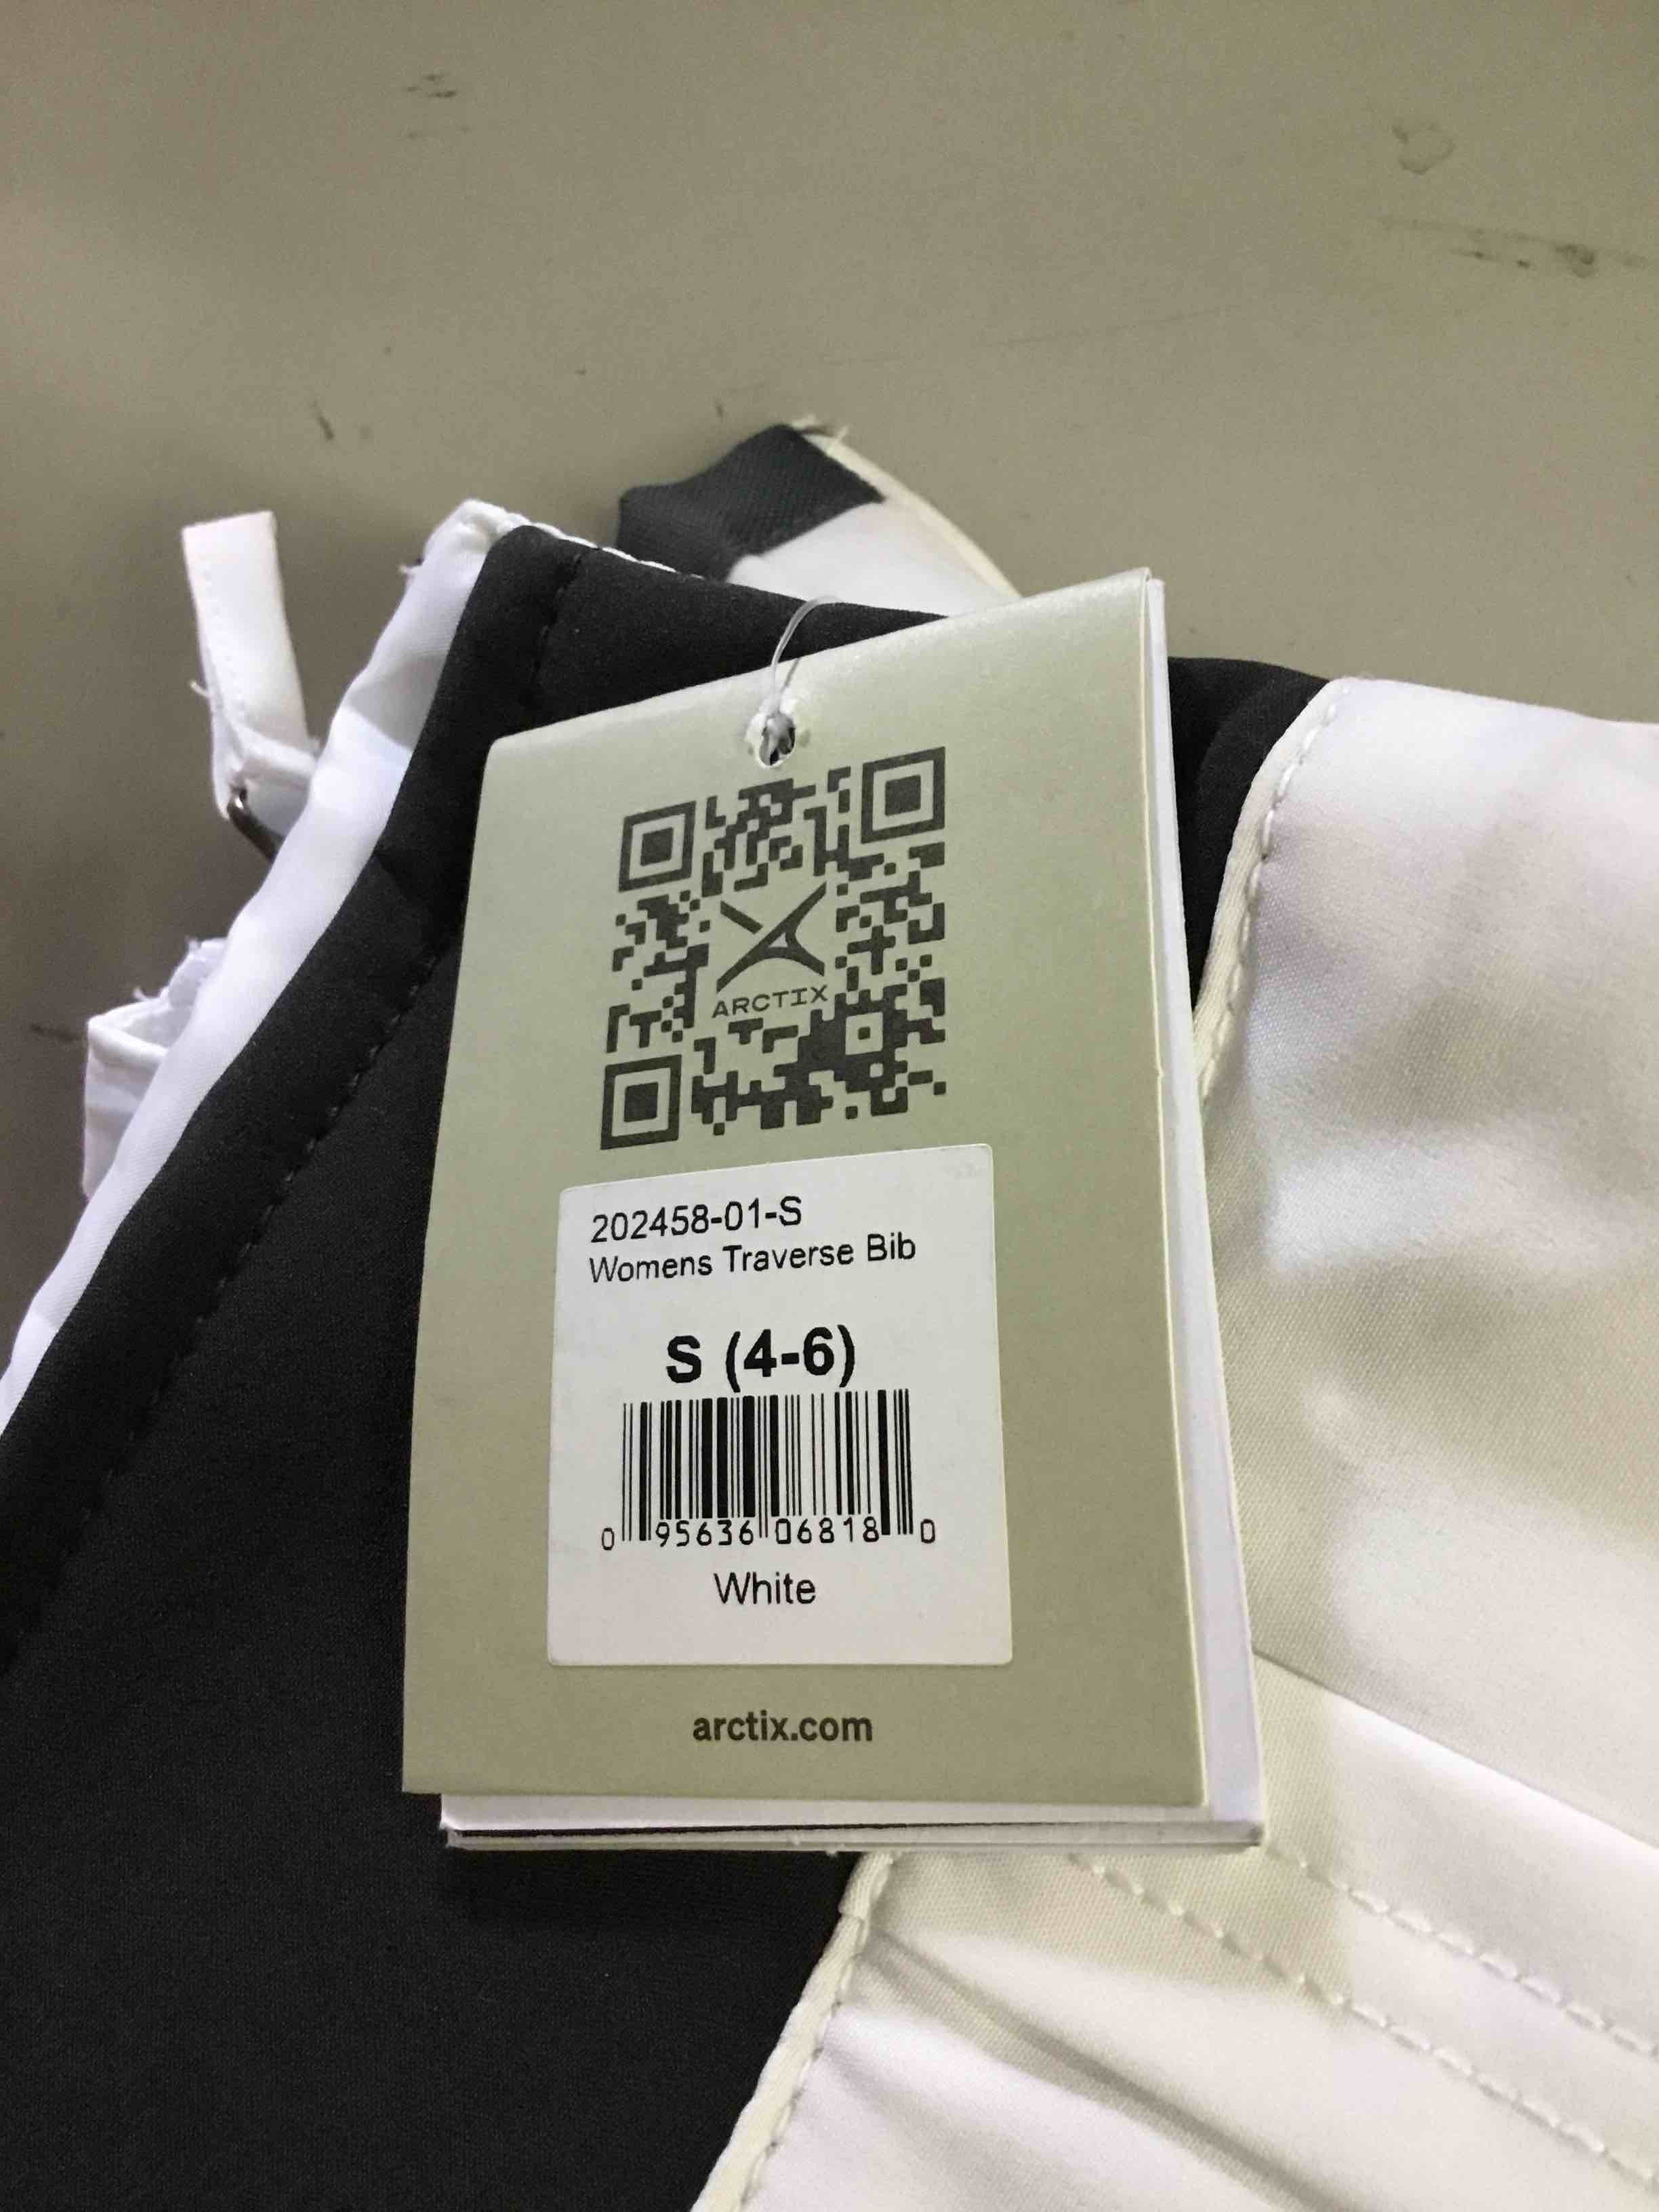 ARCTIX
202458-01-S
Womens Traverse Bib
S (4-6)
0 95636 06818 0
White
arctix.com